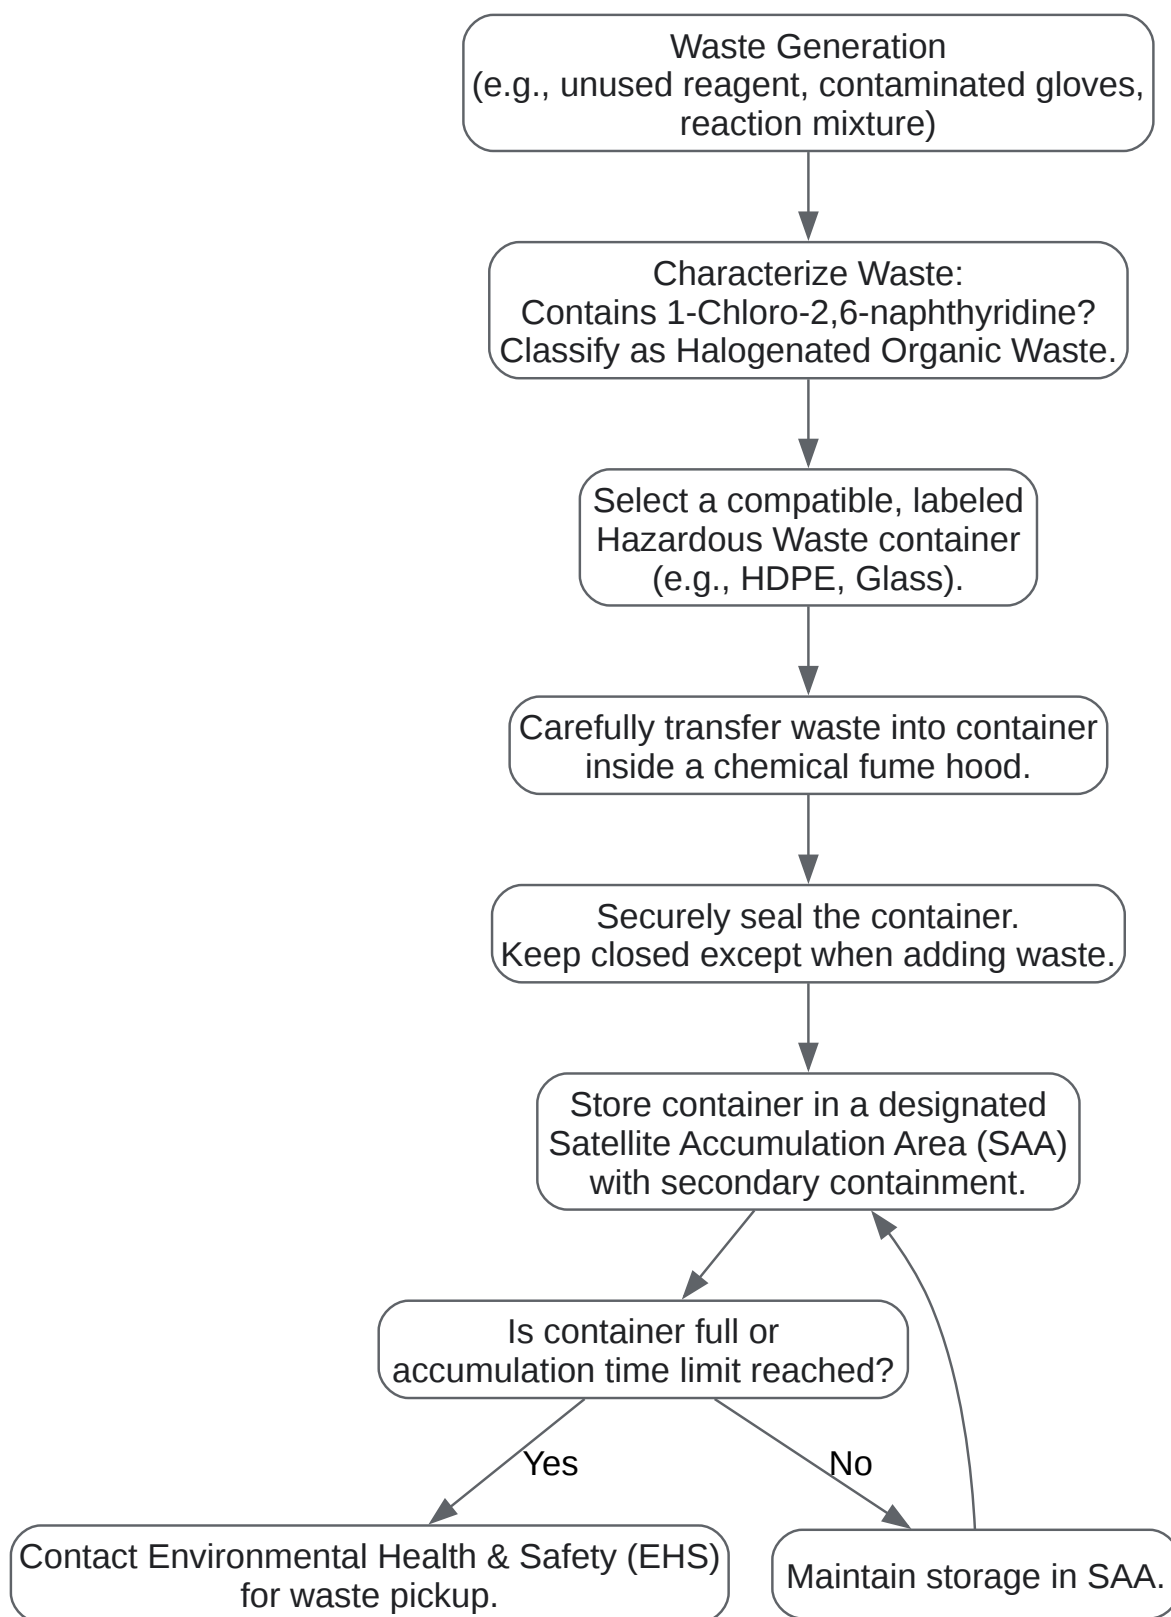 Waste Generation
(e.g., unused reagent, contaminated gloves,
reaction mixture)
Characterize Waste:
Contains 1-Chloro-2,6-naphthyridine?
Classify as Halogenated Organic Waste.
Select a compatible, labeled
Hazardous Waste container
(e.g., HDPE, Glass).
Carefully transfer waste into container
inside a chemical fume hood.
Securely seal the container.
Keep closed except when adding waste.
Store container in a designated
Satellite Accumulation Area (SAA)
with secondary containment.
Is container full or
accumulation time limit reached?
Yes
No
Contact Environmental Health & Safety (EHS)
for waste pickup.
Maintain storage in SAA.